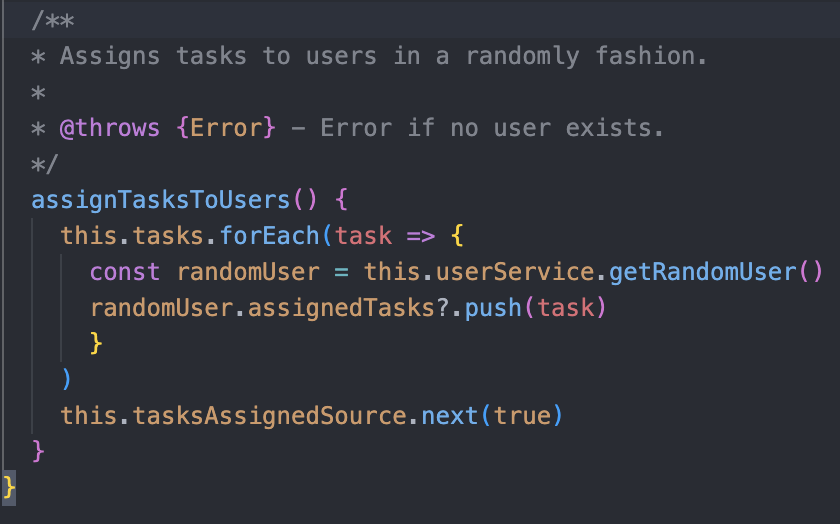 /**
* Assigns tasks to users in a randomly fashion.
*
* @throws {Error} – Error if no user exists.
*/
assignTasksToUsers() {
this.tasks.forEach(task => {
const randomUser = this.userService.getRandomUser()
randomUser.assignedTasks?.push(task)
}
)
this.tasksAssignedSource.next(true)
}
}